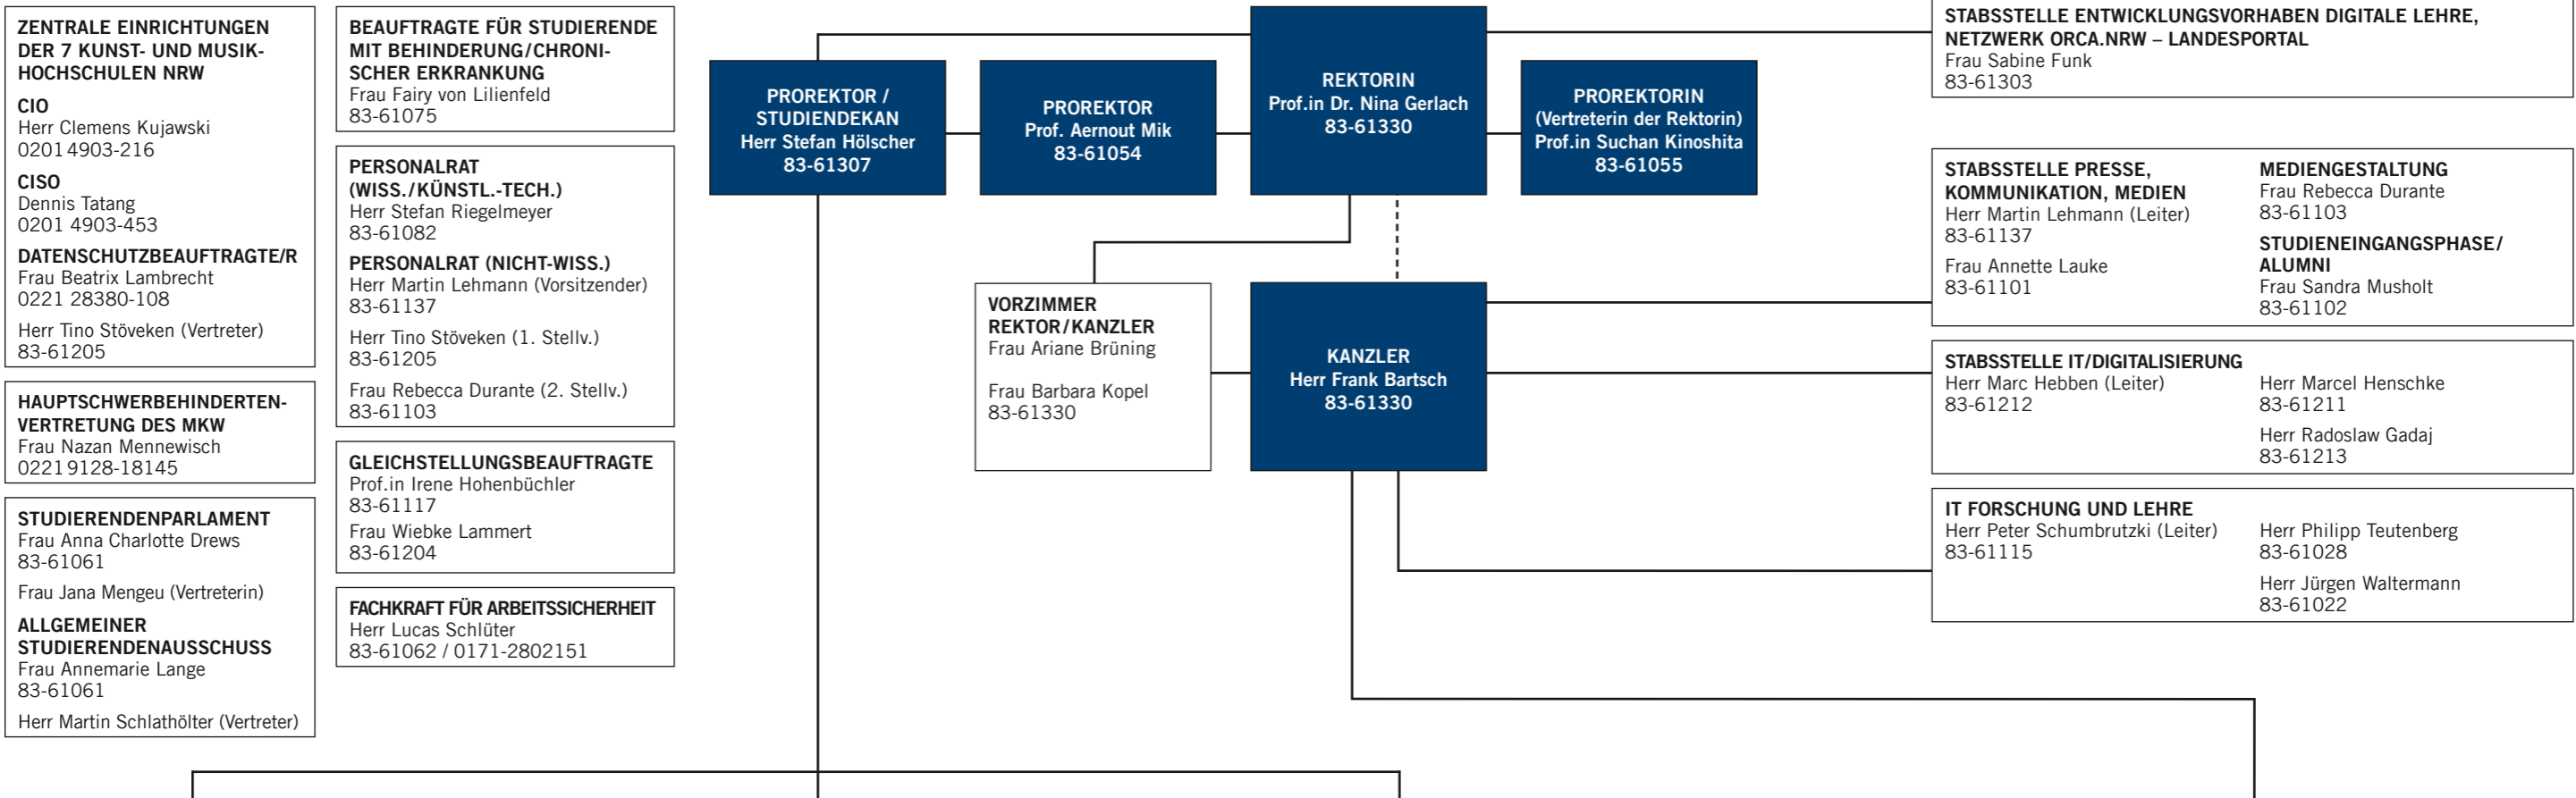 ZENTRALE EINRICHTUNGEN
DER 7 KUNST- UND MUSIK-
HOCHSCHULEN NRW
CIO
Herr Clemens Kujawski
0201 4903-216
CISO
Dennis Tatang
0201 4903-453
DATENSCHUTZBEAUFTRAGTE/R
Frau Beatrix Lambrecht
0221 28380-108
Herr Tino Stöveken (Vertreter)
83-61205
HAUPTSCHWERBEHINDERTEN-
VERTRETUNG DES MKW
Frau Nazan Mennewisch
0221 9128-18145
STUDIERENDENPARLAMENT
Frau Anna Charlotte Drews
83-61061
Frau Jana Mengeu (Vertreterin)
ALLGEMEINER
STUDIERENDENAUSSCHUSS
Frau Annemarie Lange
83-61061
Herr Martin Schlathölter (Vertreter)
BEAUFTRAGTE FÜR STUDIERENDE
MIT BEHINDERUNG/CHRONI-
SCHER ERKRANKUNG
Frau Fairy von Lilienfeld
83-61075
PERSONALRAT
(WISS./KÜNSTL.-TECH.)
Herr Stefan Riegelmeyer
83-61082
PERSONALRAT (NICHT-WISS.)
Herr Martin Lehmann (Vorsitzender)
83-61137
Herr Tino Stöveken (1. Stellv.)
83-61205
Frau Rebecca Durante (2. Stellv.)
83-61103
GLEICHSTELLUNGSBEAUFTRAGTE
Prof.in Irene Hohenbüchler
83-61117
Frau Wiebke Lammert
83-61204
FACHKRAFT FÜR ARBEITSSICHERHEIT
Herr Lucas Schlüter
83-61062 / 0171-2802151
PROREKTOR /
STUDIENDEKAN
Herr Stefan Hölscher
83-61307
PROREKTOR
Prof. Aernout Mik
83-61054
REKTORIN
Prof.in Dr. Nina Gerlach
83-61330
PROREKTORIN
(Vertreterin der Rektorin)
Prof.in Suchan Kinoshita
83-61055
VORZIMMER
REKTOR/KANZLER
Frau Ariane Brüning
Frau Barbara Kopel
83-61330
KANZLER
Herr Frank Bartsch
83-61330
STABSSTELLE ENTWICKLUNGSVORHABEN DIGITALE LEHRE,
NETZWERK ORCA.NRW – LANDESPORTAL
Frau Sabine Funk
83-61303
STABSSTELLE PRESSE,
KOMMUNIKATION, MEDIEN
Herr Martin Lehmann (Leiter)
83-61137
Frau Annette Lauke
83-61101
MEDIENGESTALTUNG
Frau Rebecca Durante
83-61103
STUDIENEINGANGSPHASE/
ALUMNI
Frau Sandra Musholt
83-61102
STABSSTELLE IT/DIGITALISIERUNG
Herr Marc Hebben (Leiter)
83-61212
Herr Marcel Henschke
83-61211
Herr Radoslaw Gadaj
83-61213
IT FORSCHUNG UND LEHRE
Herr Peter Schumbrutzki (Leiter)
83-61115
Herr Philipp Teutenberg
83-61028
Herr Jürgen Waltermann
83-61022